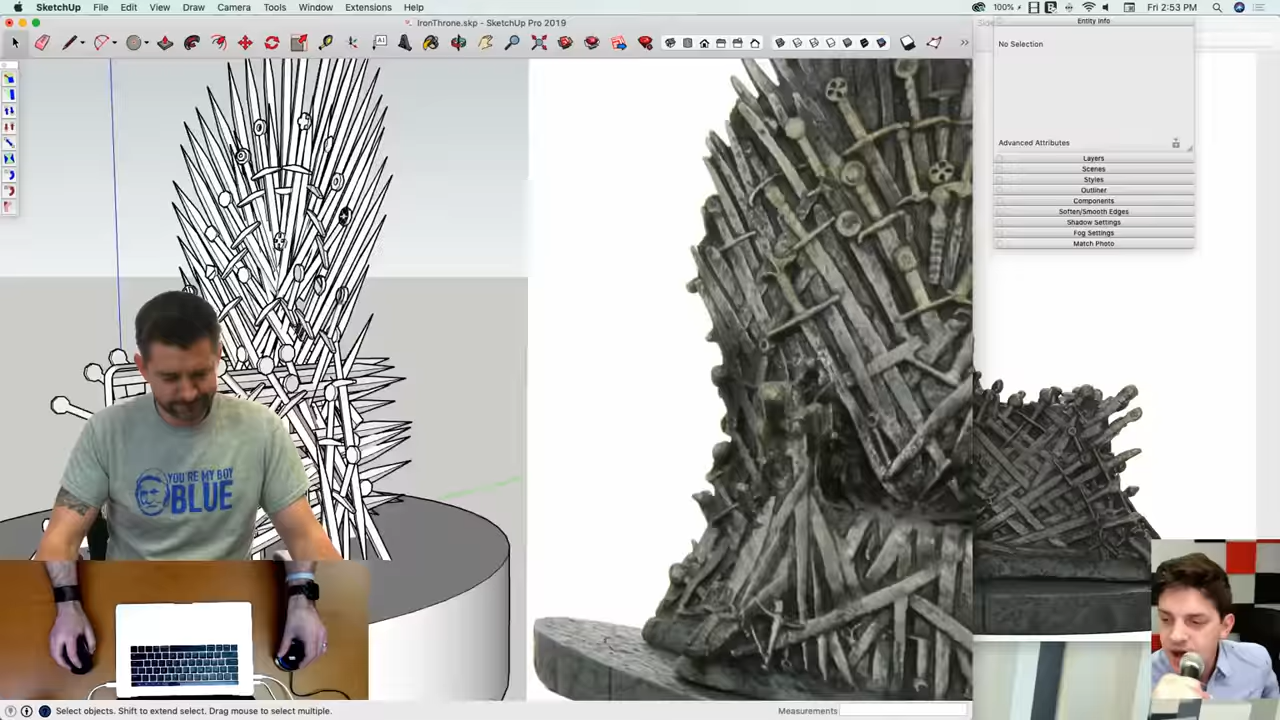 SketchUp File Edit View Draw Camera Tools Window Extensions Help
100% Fri 2:53 PM
IronThrone.skp - SketchUp Pro 2019
Entity Info
No Selection
Advanced Attributes
Layers
Scenes
Styles
Outliner
Components
Soften/Smooth Edges
Shadow Settings
Fog Settings
Match Photo
YOU'RE MY BOY
BLUE
Select objects. Shift to extend select. Drag mouse to select multiple.
Measurements